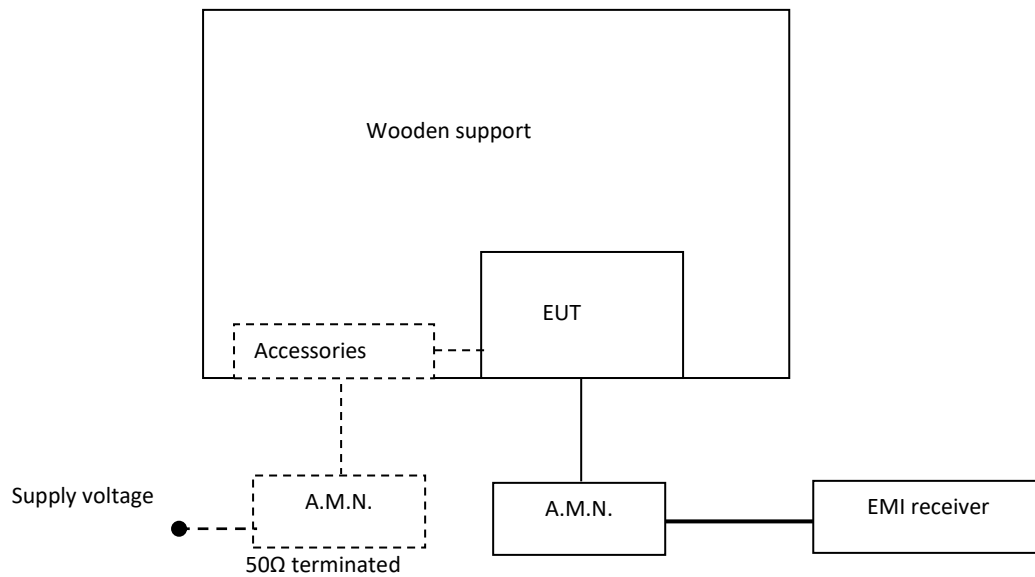 Wooden support
EUT
Accessories
Supply voltage
A.M.N.
A.M.N.
EMI receiver
50Ω terminated